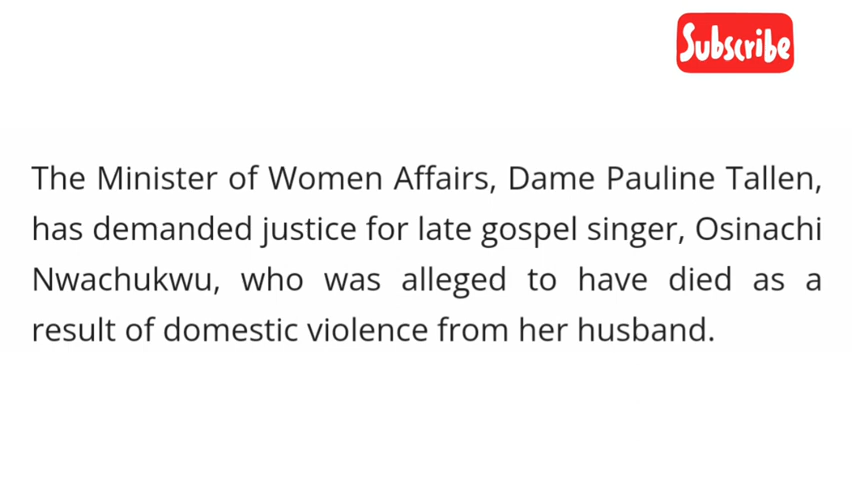 Subscribe
The Minister of Women Affairs, Dame Pauline Tallen,
has demanded justice for late gospel singer, Osinachi
Nwachukwu, who was alleged to have died as a
result of domestic violence from her husband.